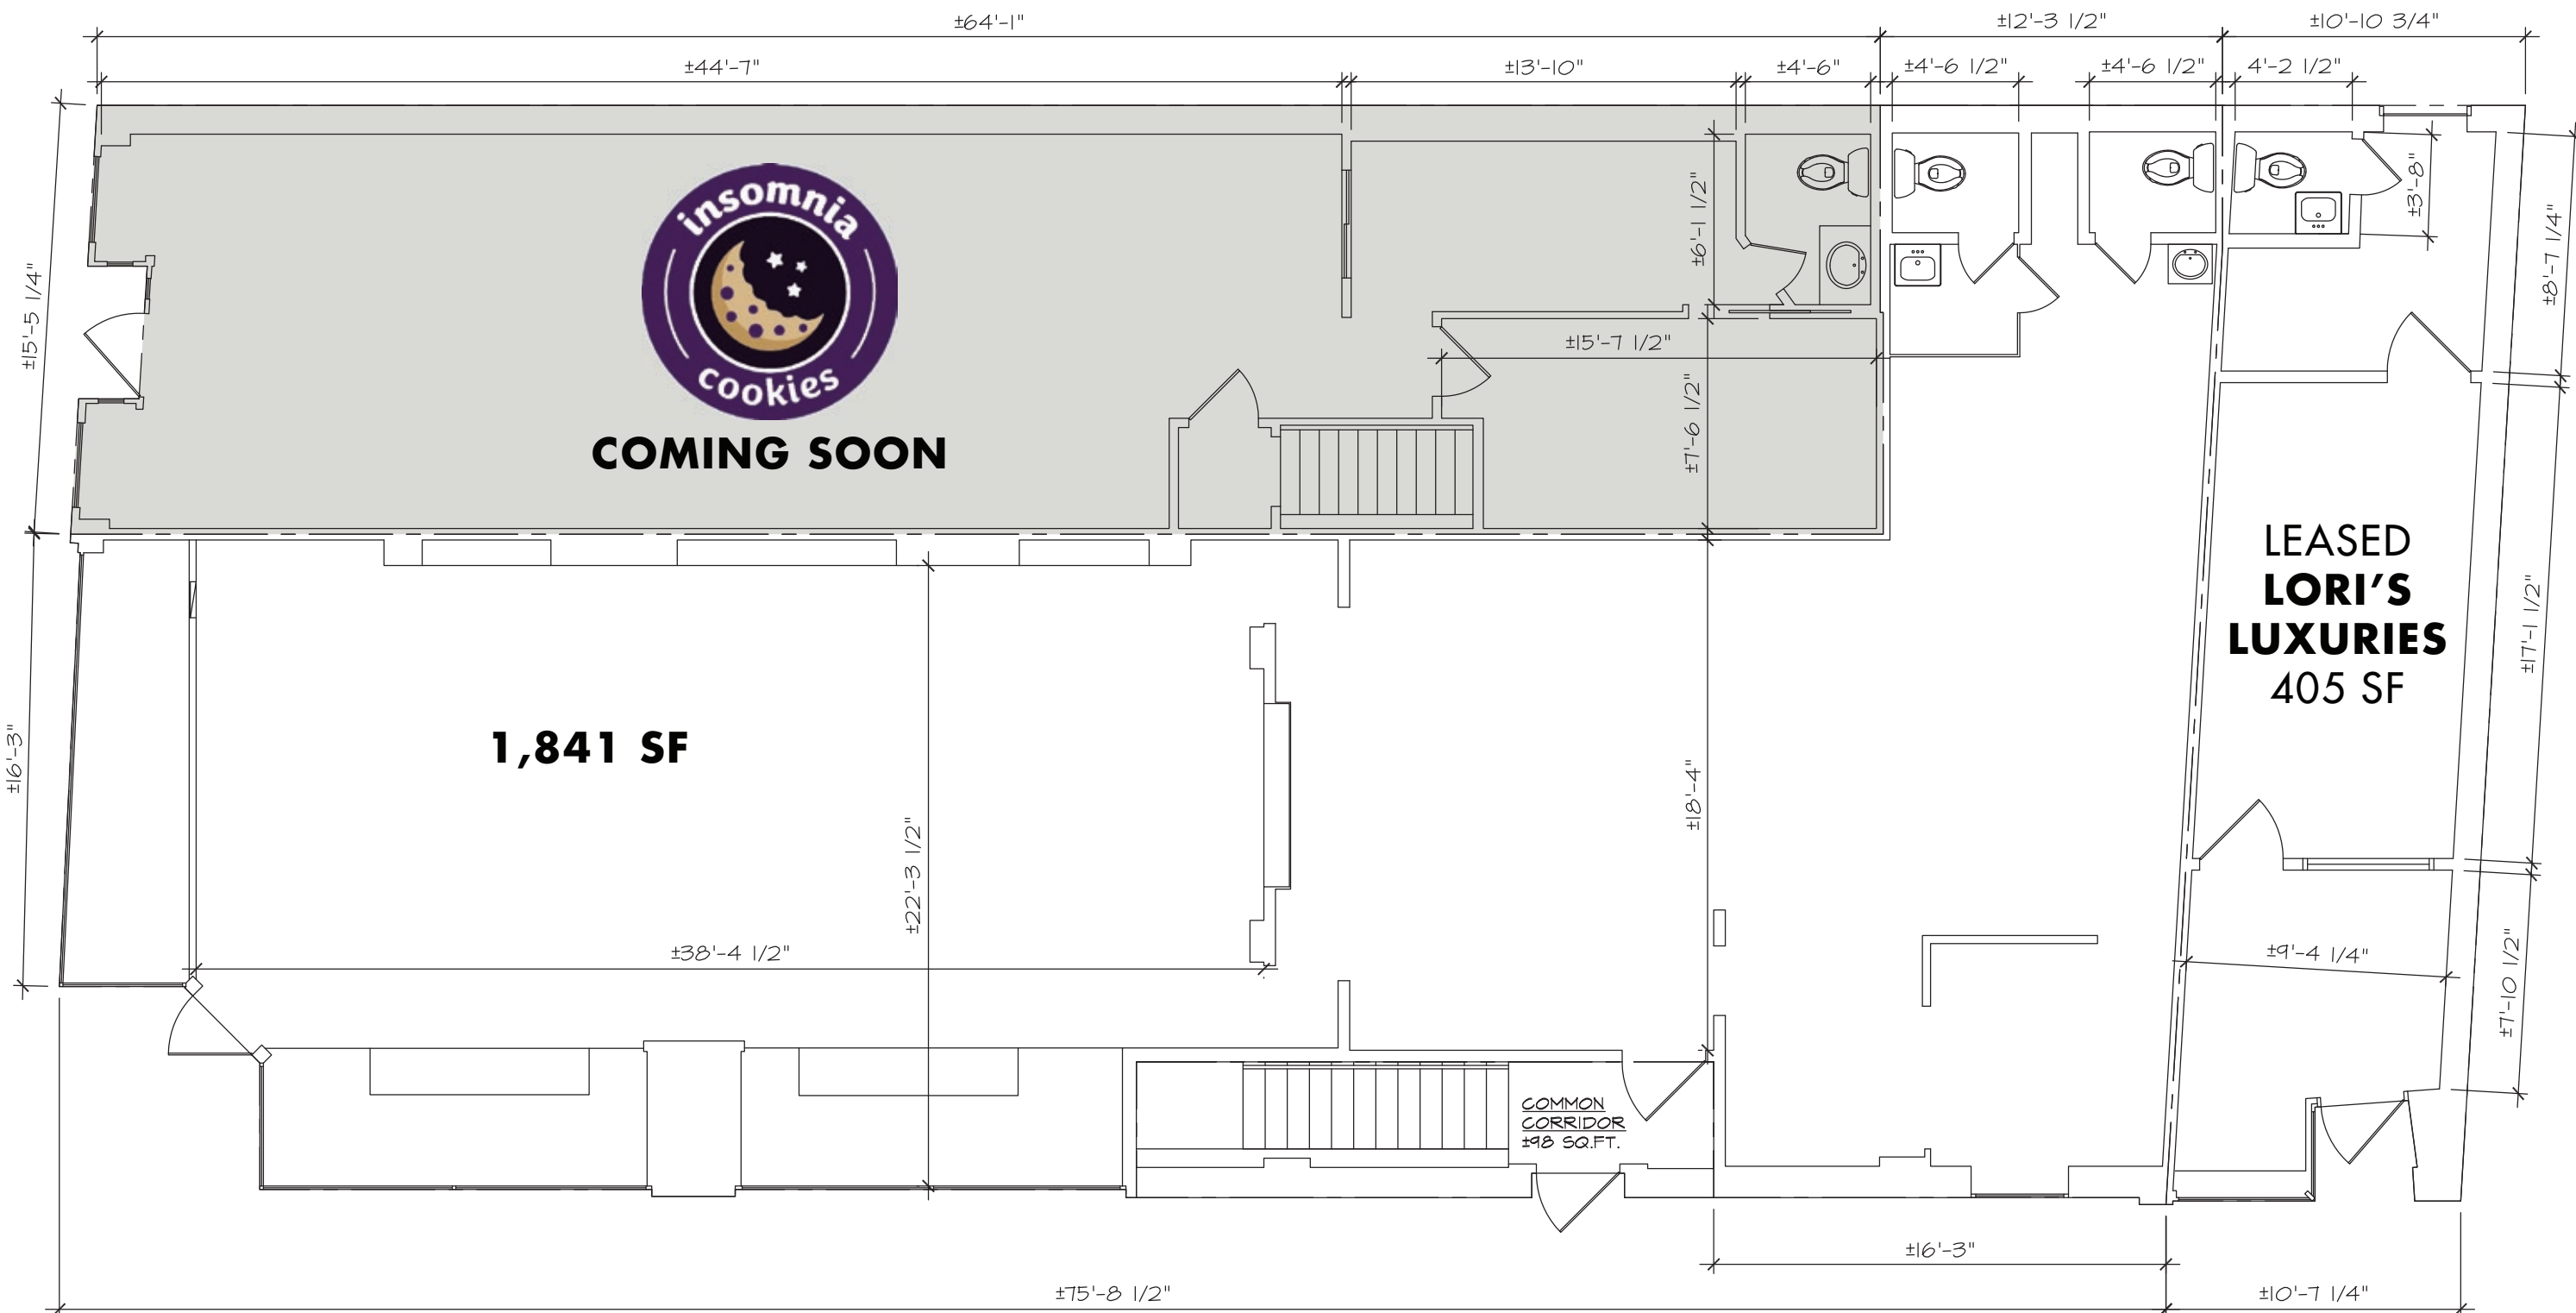 ±64'-1"
±12'-3 1/2"
±10'-10 3/4"
±44'-7"
±13'-10"
±4'-6"
±4'-6 1/2"
±4'-6 1/2"
4'-2 1/2"
±15'-5 1/4"
insomnia
cookies
COMING SOON
±6'-1 1/2"
±3'-8"
±8'-7 1/4"
±15'-7 1/2"
±7'-6 1/2"
LEASED
LORI'S
LUXURIES
405 SF
±17'-1 1/2"
±16'-3"
1,841 SF
±22'-3 1/2"
±18'-4"
±38'-4 1/2"
±9'-4 1/4"
±7'-10 1/2"
COMMON
CORRIDOR
±98 SQ.FT.
±16'-3"
±75'-8 1/2"
±10'-7 1/4"